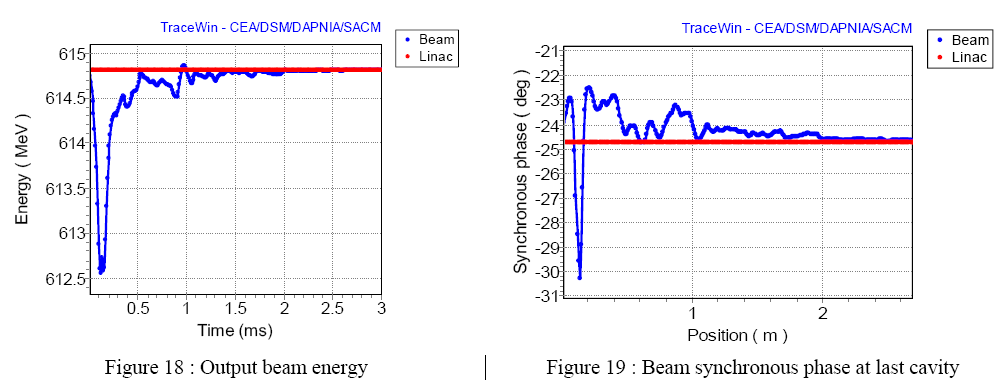 TraceWin - CEA/DSM/DAPNIA/SACM
Beam
Linac
615
614.5
614
613.5
613
612.5
Energy ( MeV )
0.5
1
1.5
2
2.5
3
Time (ms)
Figure 18 : Output beam energy
TraceWin - CEA/DSM/DAPNIA/SACM
Beam
Linac
-21
-22
-23
-24
-25
-26
-27
-28
-29
-30
-31
Synchronous phase ( deg )
1
2
Position ( m )
Figure 19 : Beam synchronous phase at last cavity